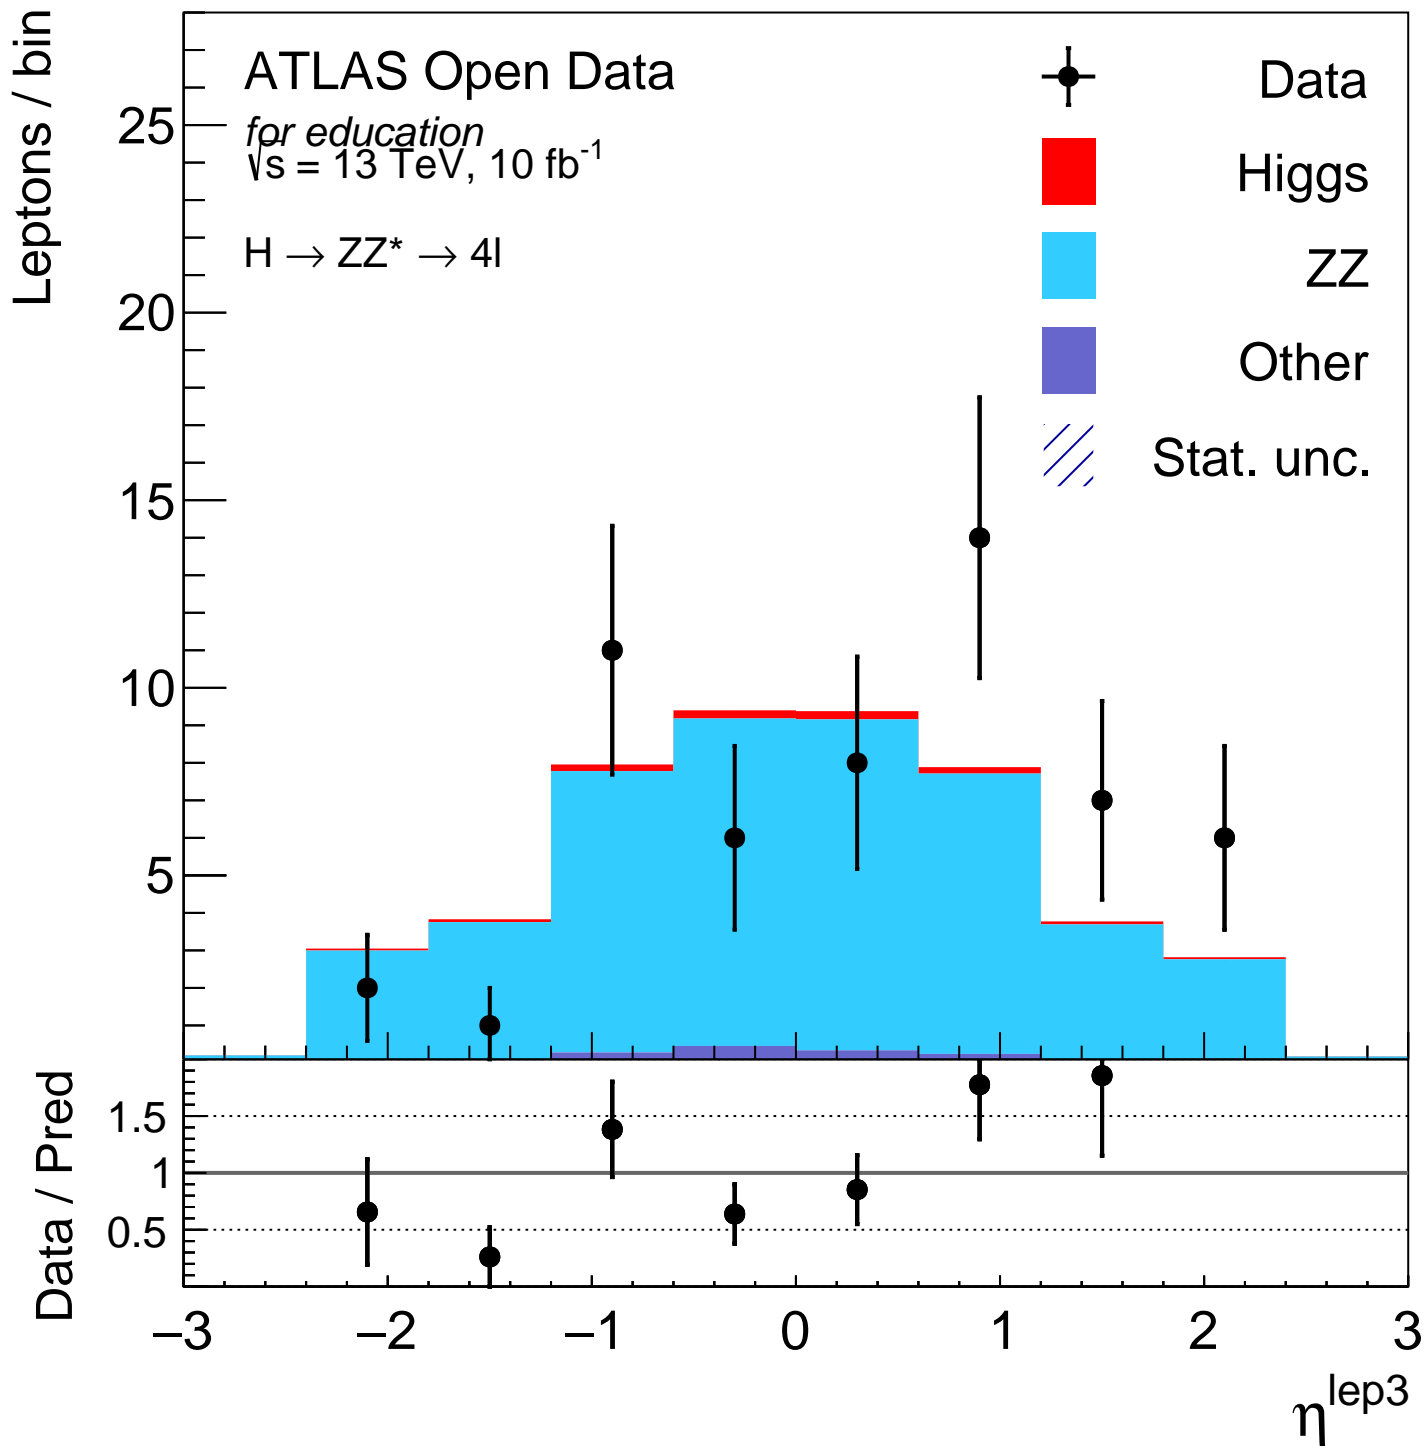 Leptons / bin
ATLAS Open Data
for education
√s = 13 TeV, 10 fb⁻¹
H → ZZ* → 4l
Data
Higgs
ZZ
Other
Stat. unc.
25
20
15
10
5
Data / Pred
1.5
1
0.5
−3 −2 −1 0 1 2 3
η^lep3